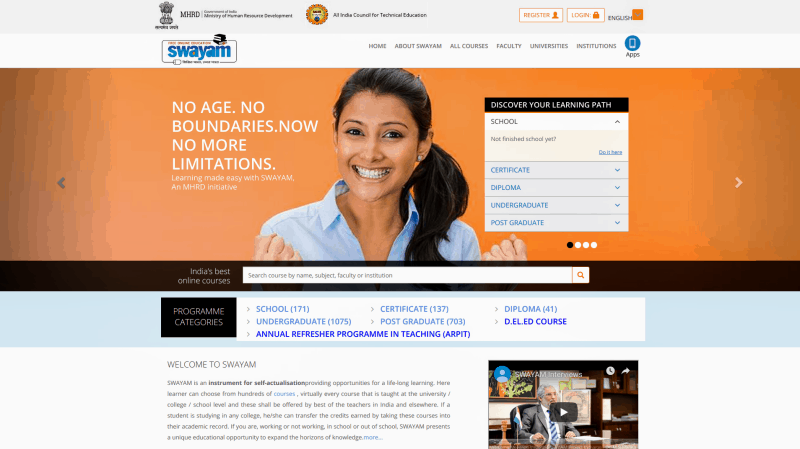 MHRD
Government of India
Ministry of Human Resource Development
All India Council for Technical Education
REGISTER
LOGIN:
ENGLISH
FREE ONLINE EDUCATION
swayam
शिक्षित भारत, उन्नत भारत
HOME
ABOUT SWAYAM
ALL COURSES
FACULTY
UNIVERSITIES
INSTITUTIONS
Apps
NO AGE. NO
BOUNDARIES.NOW
NO MORE
LIMITATIONS.
Learning made easy with SWAYAM,
An MHRD initiative
DISCOVER YOUR LEARNING PATH
SCHOOL
Not finished school yet?
Do it here
CERTIFICATE
DIPLOMA
UNDERGRADUATE
POST GRADUATE
India's best
online courses
Search course by name, subject, faculty or institution
PROGRAMME
CATEGORIES
SCHOOL (171)
CERTIFICATE (137)
DIPLOMA (41)
UNDERGRADUATE (1075)
POST GRADUATE (703)
D.EL.ED COURSE
ANNUAL REFRESHER PROGRAMME IN TEACHING (ARPIT)
WELCOME TO SWAYAM
SWAYAM is an instrument for self-actualisationproviding opportunities for a life-long learning. Here
learner can choose from hundreds of courses , virtually every course that is taught at the university /
college / school level and these shall be offered by best of the teachers in India and elsewhere. If a
student is studying in any college, he/she can transfer the credits earned by taking these courses into
their academic record. If you are, working or not working, in school or out of school, SWAYAM presents
a unique educational opportunity to expand the horizons of knowledge.more...
SWAYAM Interviews